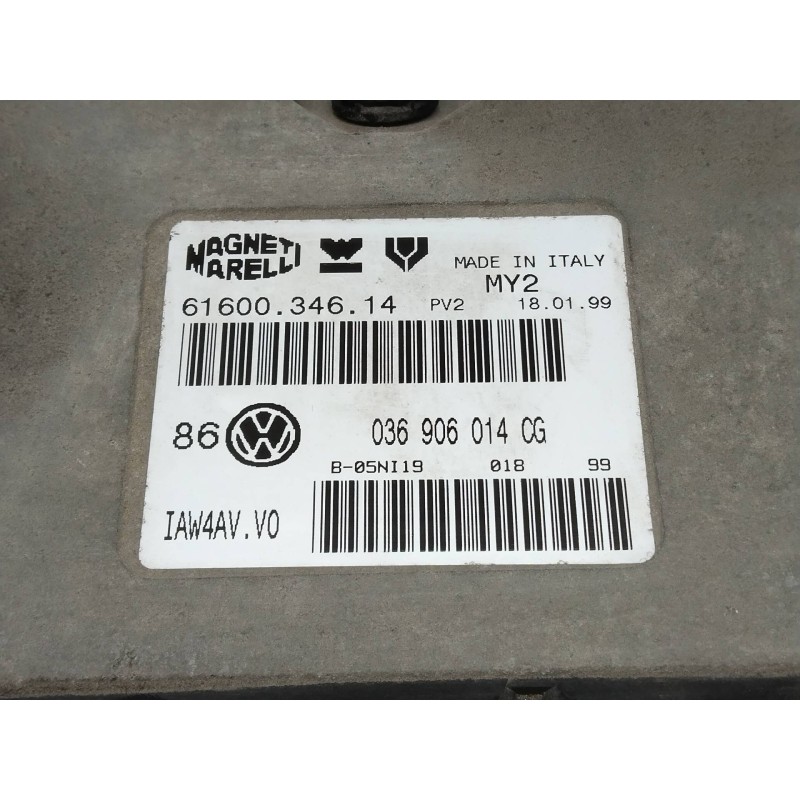 MAGNETI MARELLI
MADE IN ITALY
MY2
61600.346.14 PV2 18.01.99
86 036 906 014 CG
B-05NI19 018 99
IAW4AV.V0